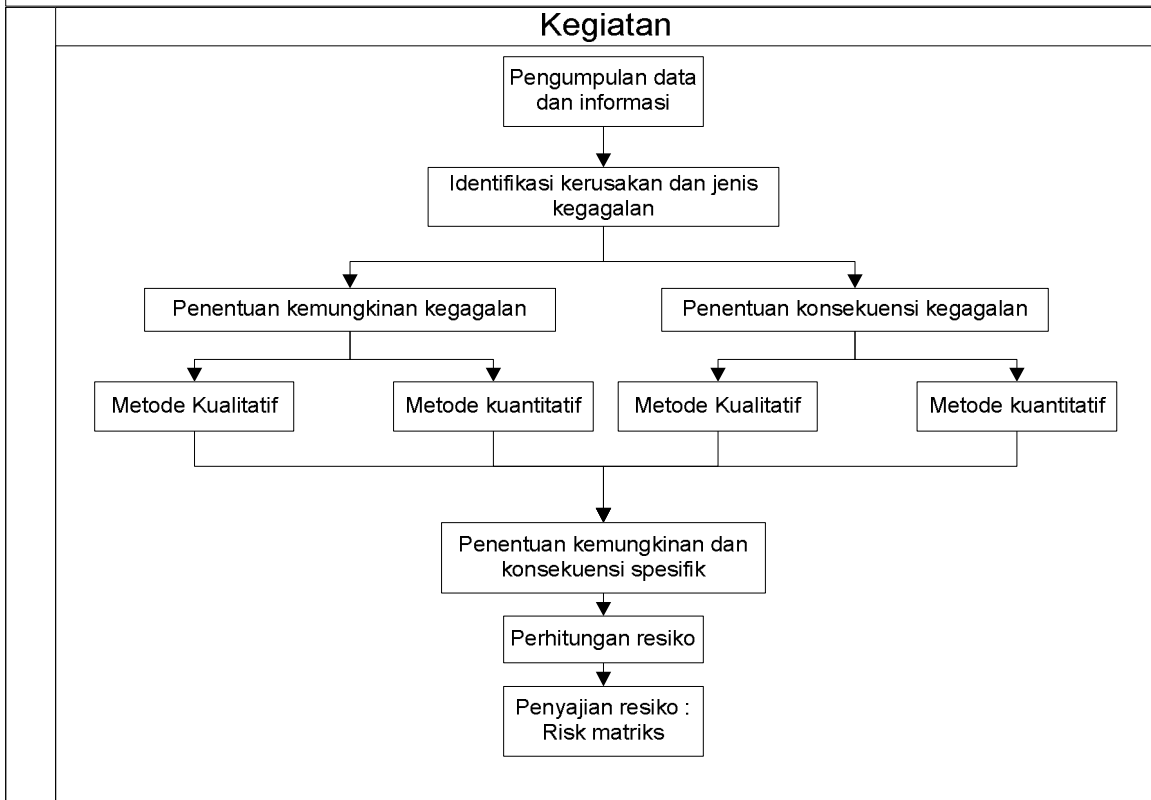 Kegiatan
Pengumpulan data
dan informasi
Identifikasi kerusakan dan jenis
kegagalan
Penentuan kemungkinan kegagalan
Penentuan konsekuensi kegagalan
Metode Kualitatif
Metode kuantitatif
Metode Kualitatif
Metode kuantitatif
Penentuan kemungkinan dan
konsekuensi spesifik
Perhitungan resiko
Penyajian resiko :
Risk matriks